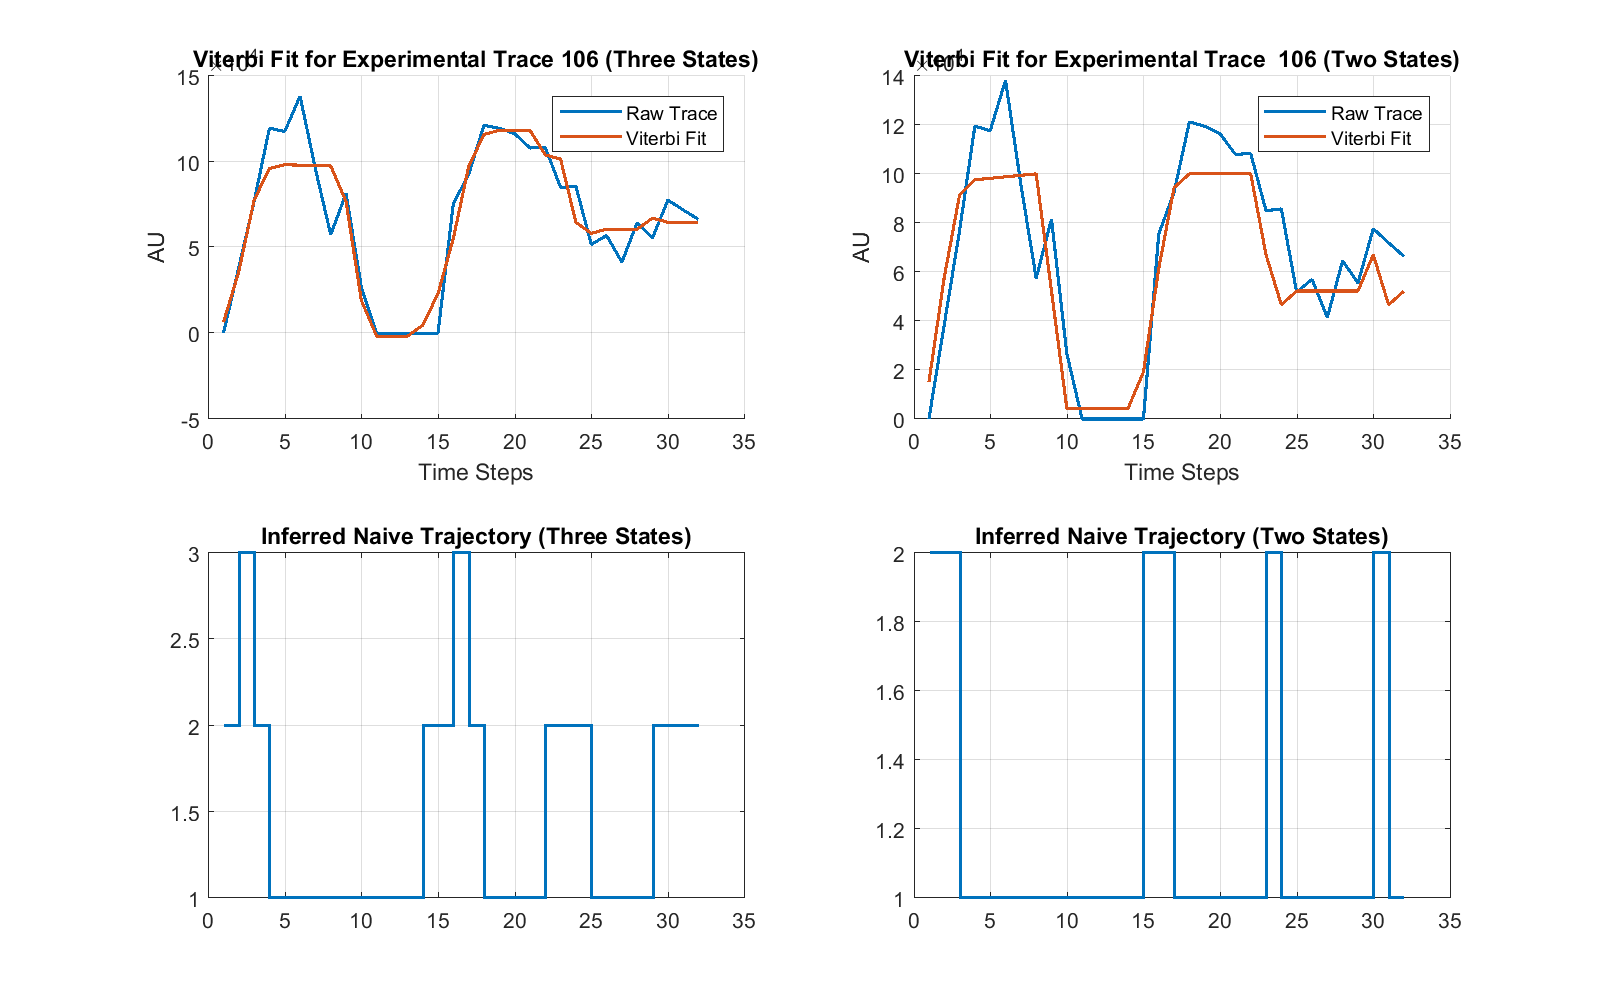 Viterbi Fit for Experimental Trace 106 (Three States)
15
10
5
0
-5
AU
Raw Trace
Viterbi Fit
0 5 10 15 20 25 30 35
Time Steps
Viterbi Fit for Experimental Trace  106 (Two States)
14
12
10
8
6
4
2
0
AU
Raw Trace
Viterbi Fit
0 5 10 15 20 25 30 35
Time Steps
Inferred Naive Trajectory (Three States)
3
2.5
2
1.5
1
0 5 10 15 20 25 30 35
Inferred Naive Trajectory (Two States)
2
1.8
1.6
1.4
1.2
1
0 5 10 15 20 25 30 35